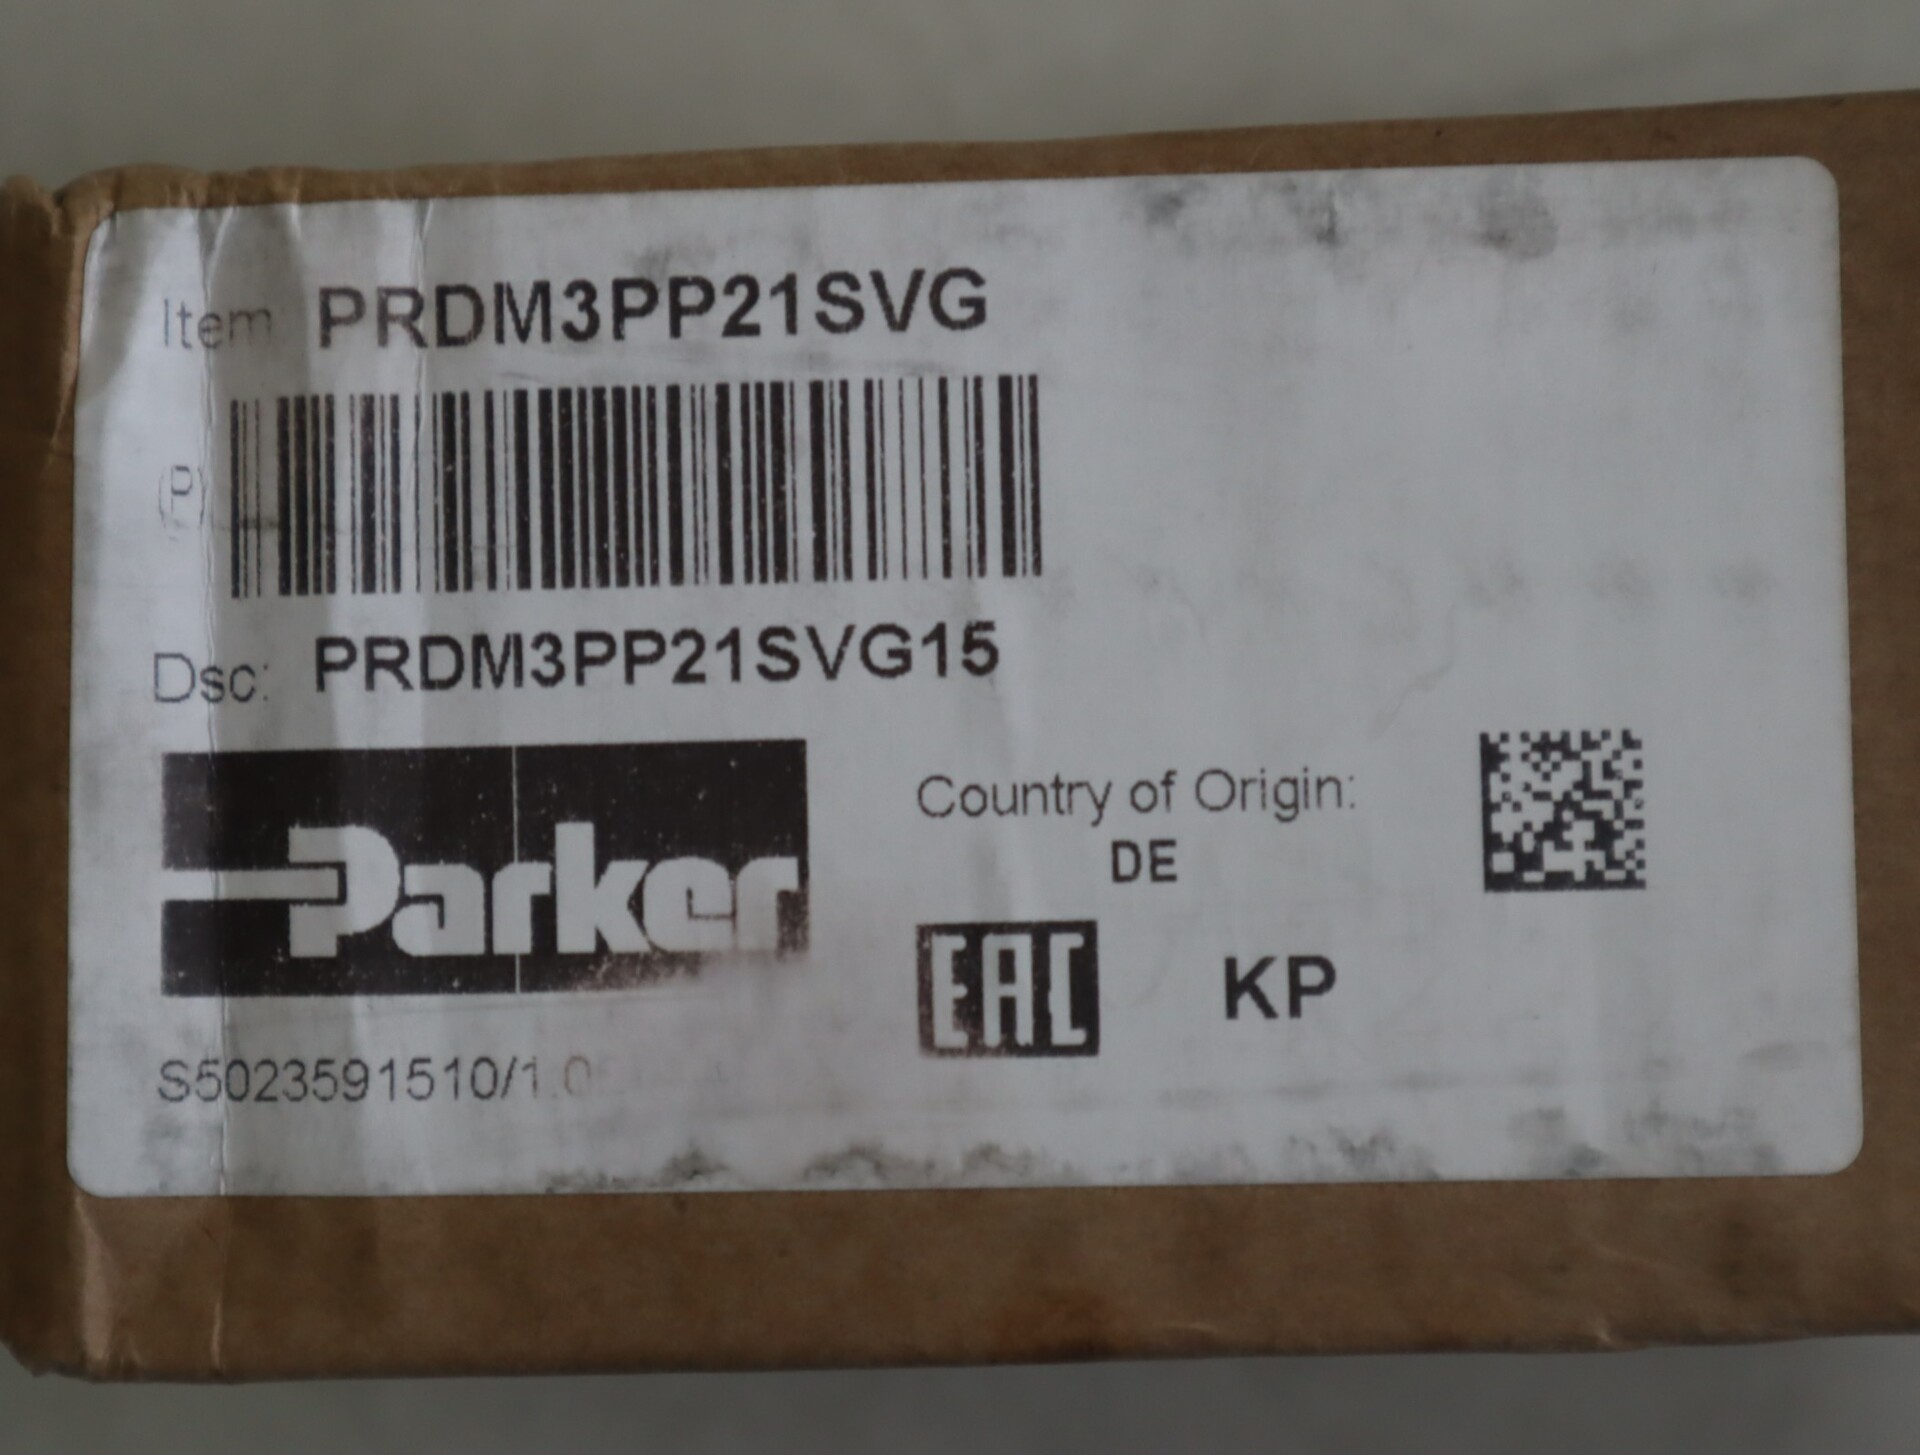 Item PRDM3PP21SVG
(P)
Dsc: PRDM3PP21SVG15
Parker
Country of Origin:
DE
EAC
KP
S5023591510/1.0